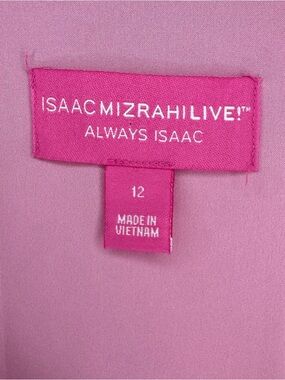 ISAACMIZRAHILIVE!™
ALWAYS ISAAC
12
MADE IN
VIETNAM